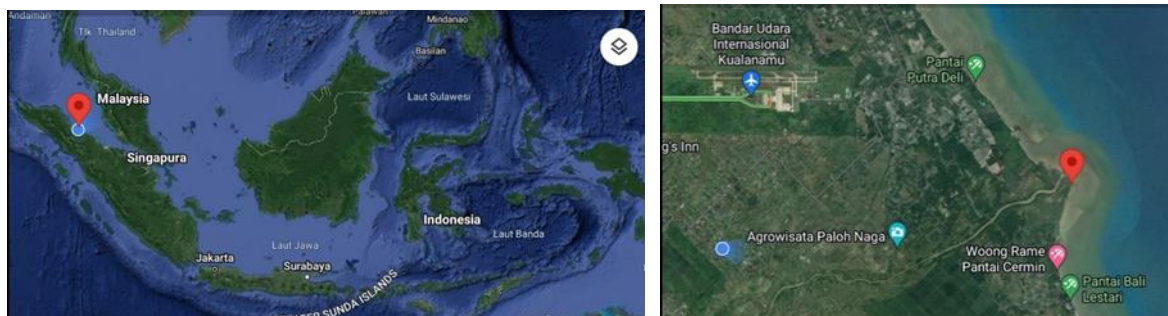 Andaman
Palawan
Mindanao
Tlk. Thailand
Basilan
Malaysia
Laut Sulawesi
Singapura
Indonesia
Laut Banda
Laut Jawa
Jakarta
Surabaya
ER SUNDA ISLANDS
Bandar Udara
Internasional
Kualanamu
Pantai
Putra Deli
g's Inn
Agrowisata Paloh Naga
Woong Rame
Pantai Cermin
Pantai Bali
Lestari